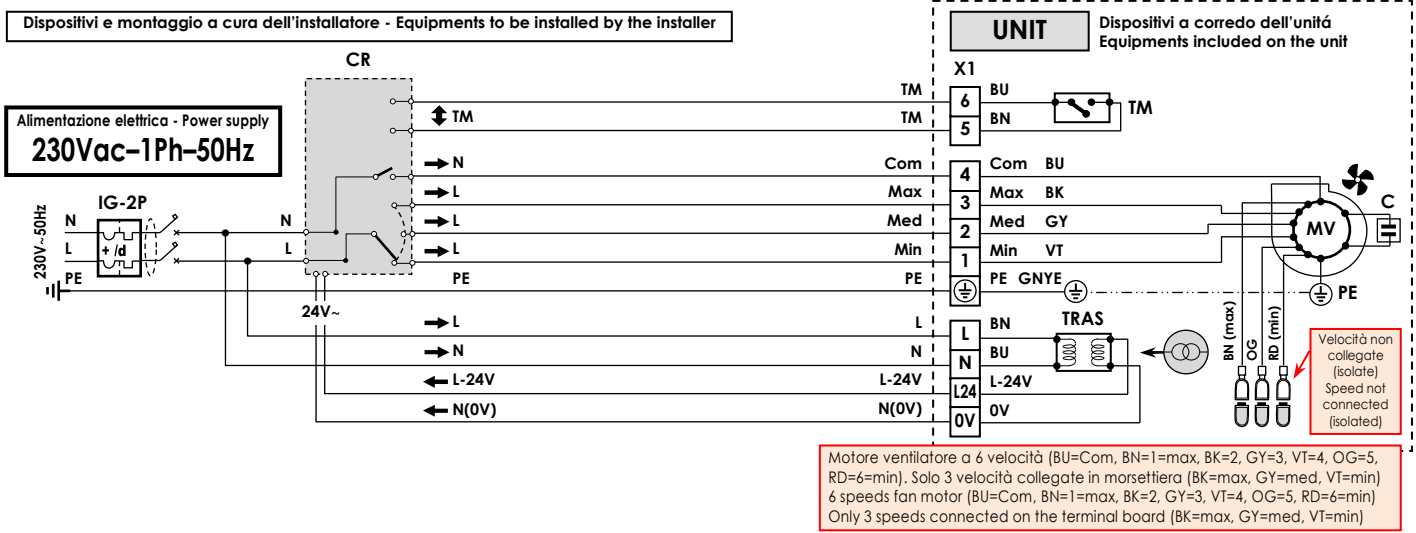 Dispositivi e montaggio a cura dell'installatore - Equipments to be installed by the installer
UNIT
Dispositivi a corredo dell'unitá
Equipments included on the unit
CR
X1
Alimentazione elettrica - Power supply
230Vac–1Ph–50Hz
TM 6 BU
TM
TM 5 BN
TM
N Com 4 Com BU
L Max 3 Max BK
L Med 2 Med GY
L Min 1 Min VT
PE PE PE GNYE
PE
C
MV
IG-2P
230V~50Hz
N
L
PE
+ /d
N
L
24V~
L L L BN
N N N BU
L-24V L-24V L24 L-24V
N(0V) N(0V) 0V 0V
TRAS
BN (max)
OG
RD (min)
Velocità non
collegate
(isolate)
Speed not
connected
(isolated)
Motore ventilatore a 6 velocità (BU=Com, BN=1=max, BK=2, GY=3, VT=4, OG=5,
RD=6=min). Solo 3 velocità collegate in morsettiera (BK=max, GY=med, VT=min)
6 speeds fan motor (BU=Com, BN=1=max, BK=2, GY=3, VT=4, OG=5, RD=6=min)
Only 3 speeds connected on the terminal board (BK=max, GY=med, VT=min)